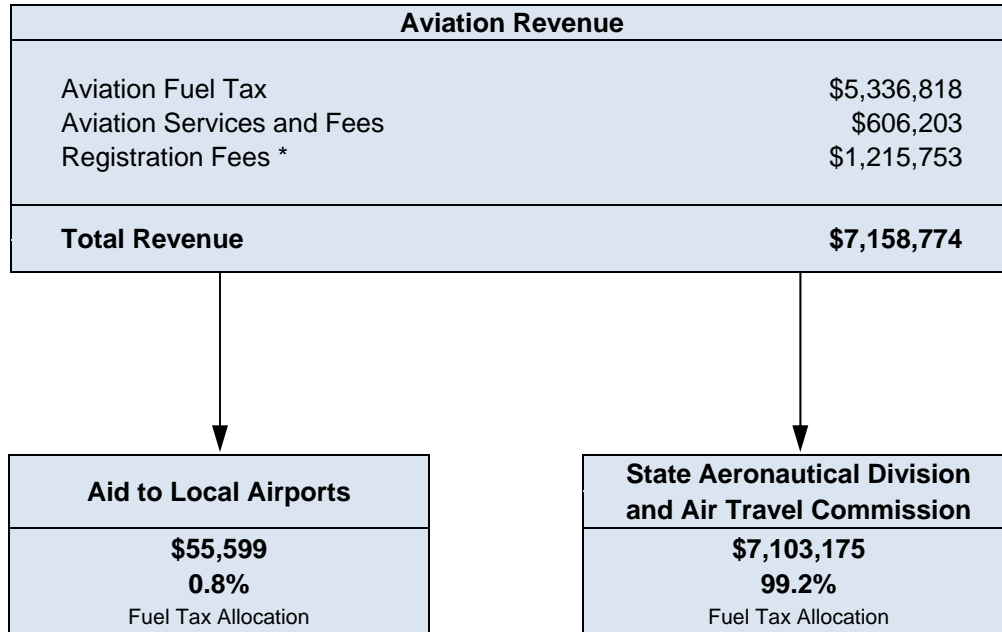 Aviation Revenue
Aviation Fuel Tax $5,336,818
Aviation Services and Fees $606,203
Registration Fees * $1,215,753
Total Revenue $7,158,774
Aid to Local Airports
$55,599
0.8%
Fuel Tax Allocation
State Aeronautical Division
and Air Travel Commission
$7,103,175
99.2%
Fuel Tax Allocation